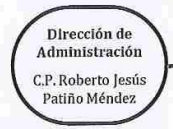 Dirección de
Administración
C.P. Roberto Jesús
Patiño Méndez